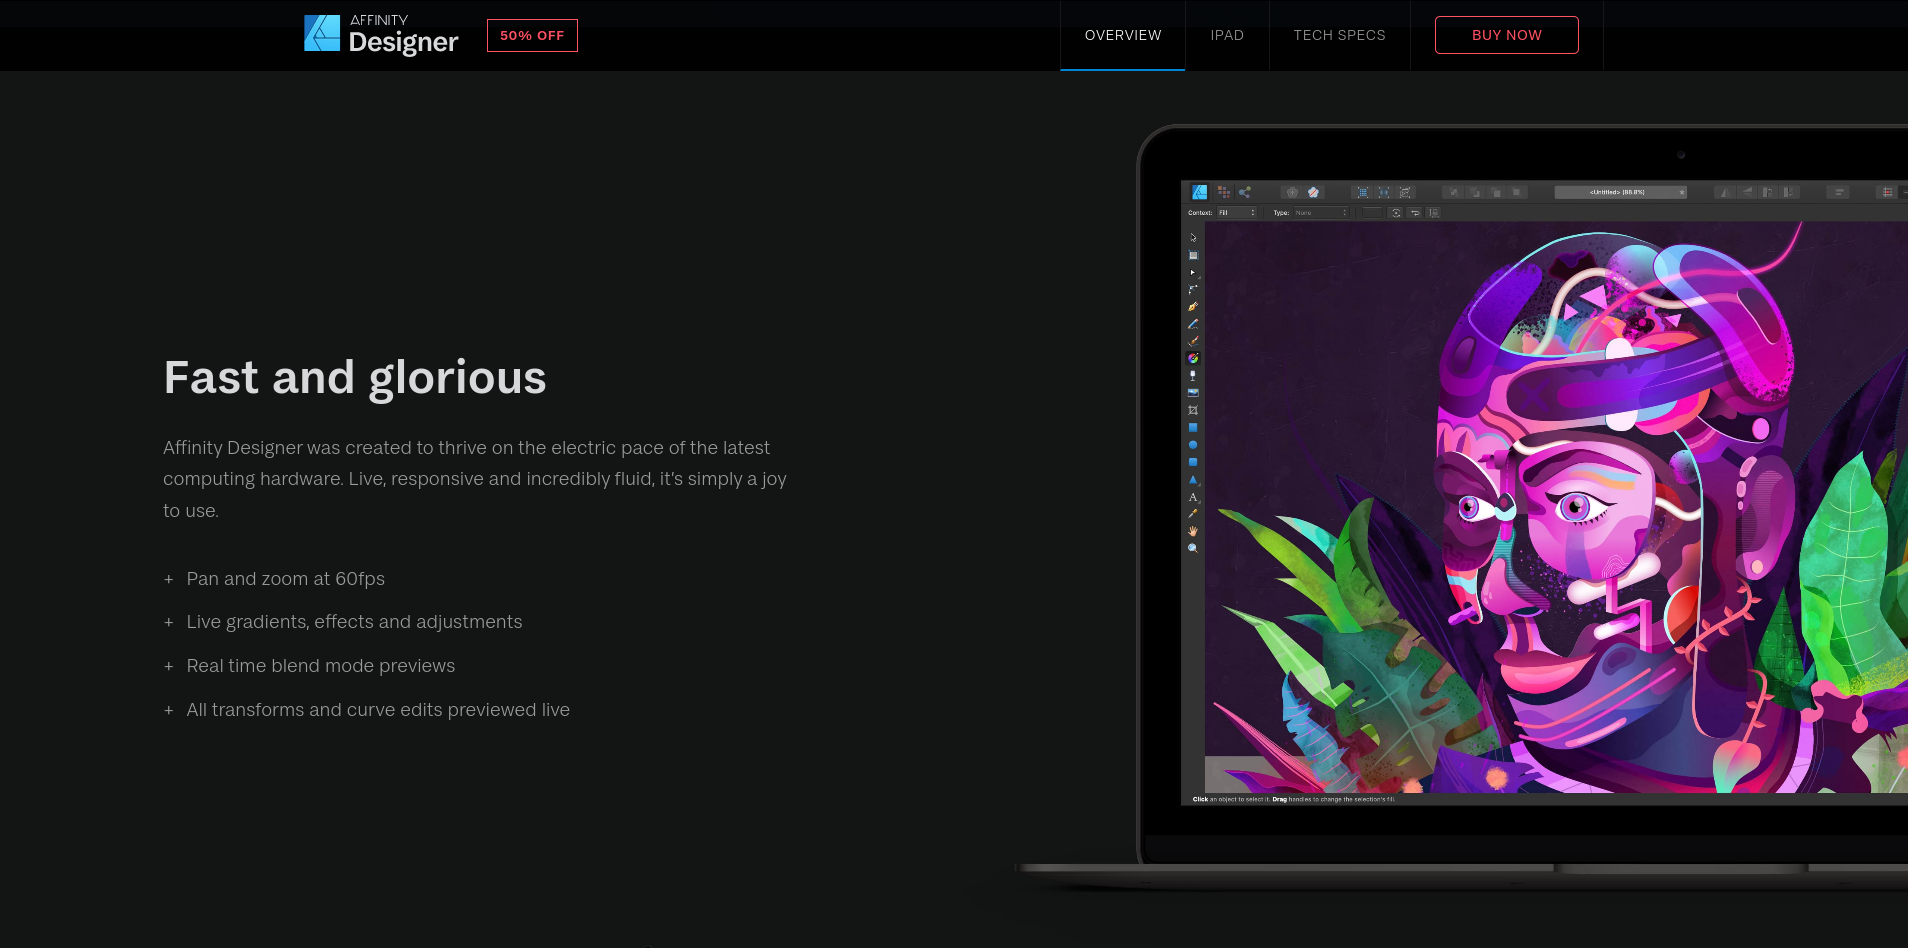 AFFINITY
Designer
50% OFF
OVERVIEW
IPAD
TECH SPECS
BUY NOW
<Untitled> (88.8%)
Context: Fill
Type: None
Fast and glorious
Affinity Designer was created to thrive on the electric pace of the latest
computing hardware. Live, responsive and incredibly fluid, it's simply a joy
to use.
+ Pan and zoom at 60fps
+ Live gradients, effects and adjustments
+ Real time blend mode previews
+ All transforms and curve edits previewed live
Click an object to select it. Drag handles to change the selection's fill.